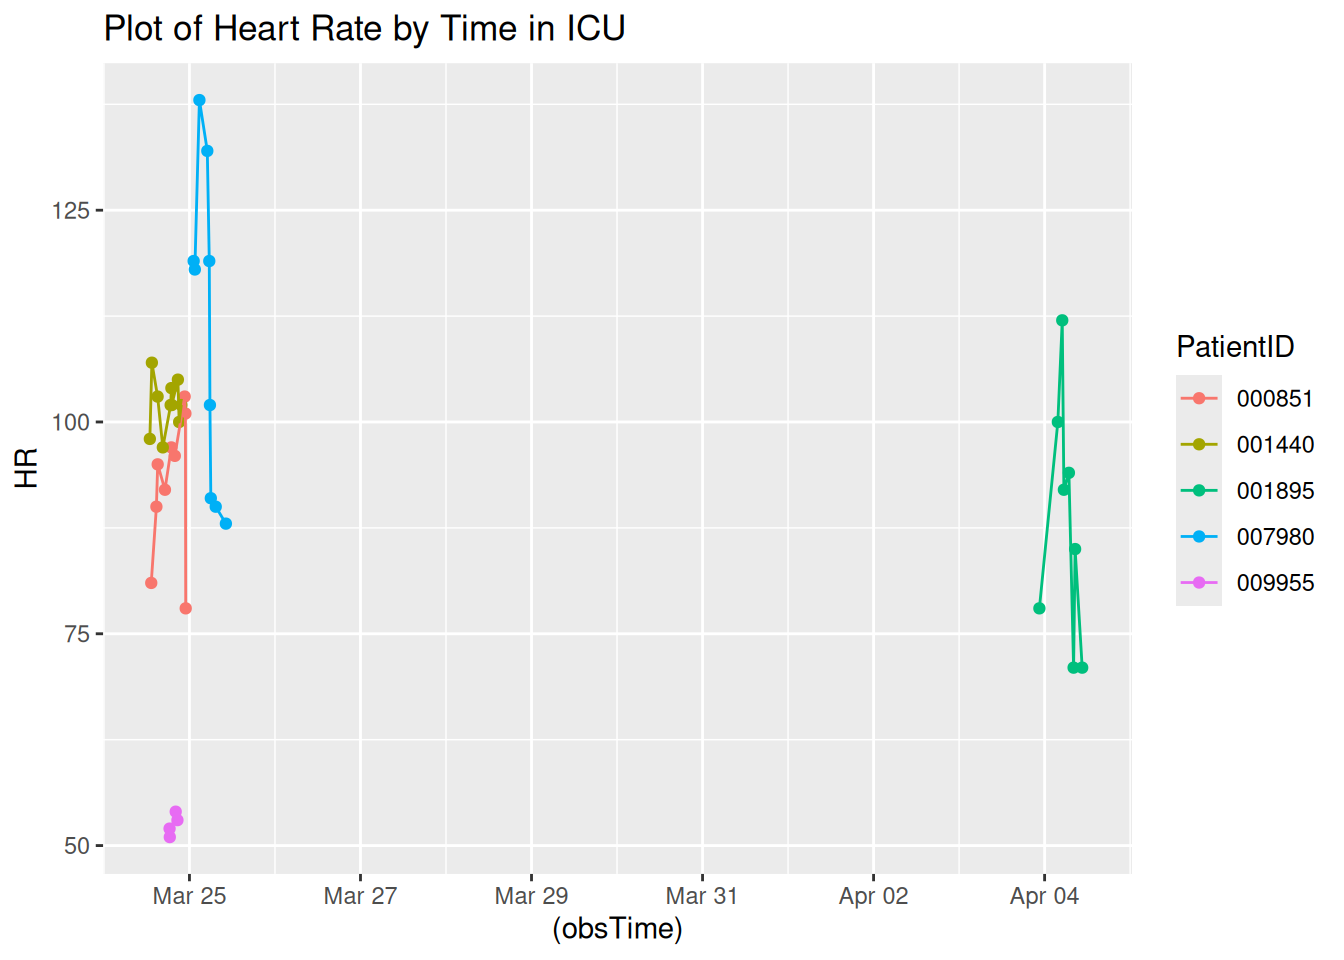 Plot of Heart Rate by Time in ICU
HR
125
100
75
50
Mar 25 Mar 27 Mar 29 Mar 31 Apr 02 Apr 04
(obsTime)
PatientID
000851
001440
001895
007980
009955